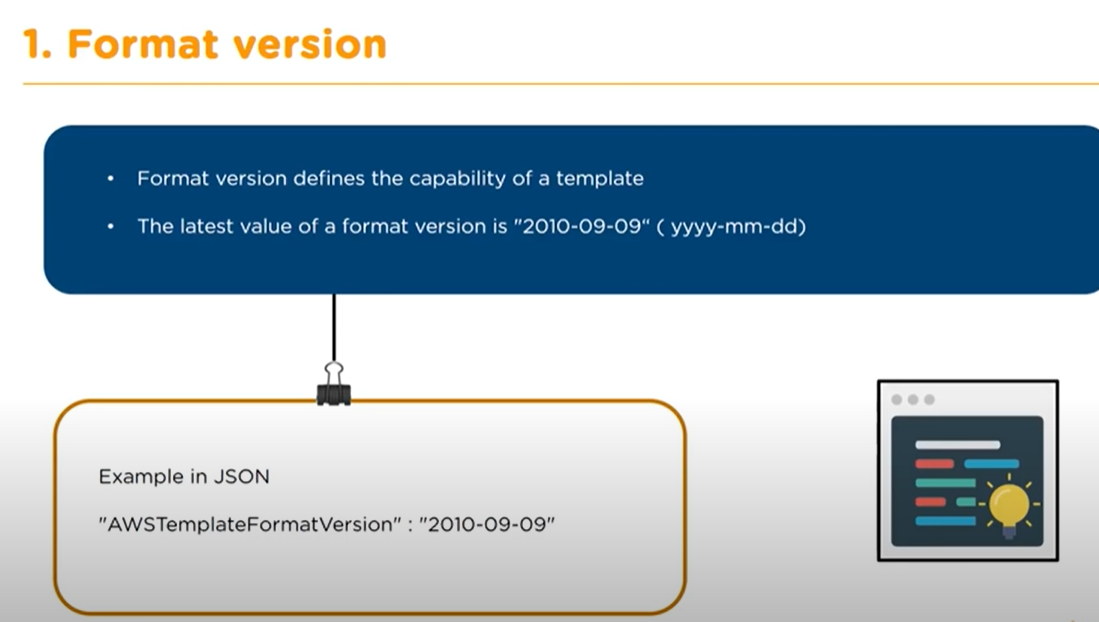 1. Format version
• Format version defines the capability of a template
• The latest value of a format version is "2010-09-09“ ( yyyy-mm-dd)
Example in JSON
"AWSTemplateFormatVersion" : "2010-09-09"